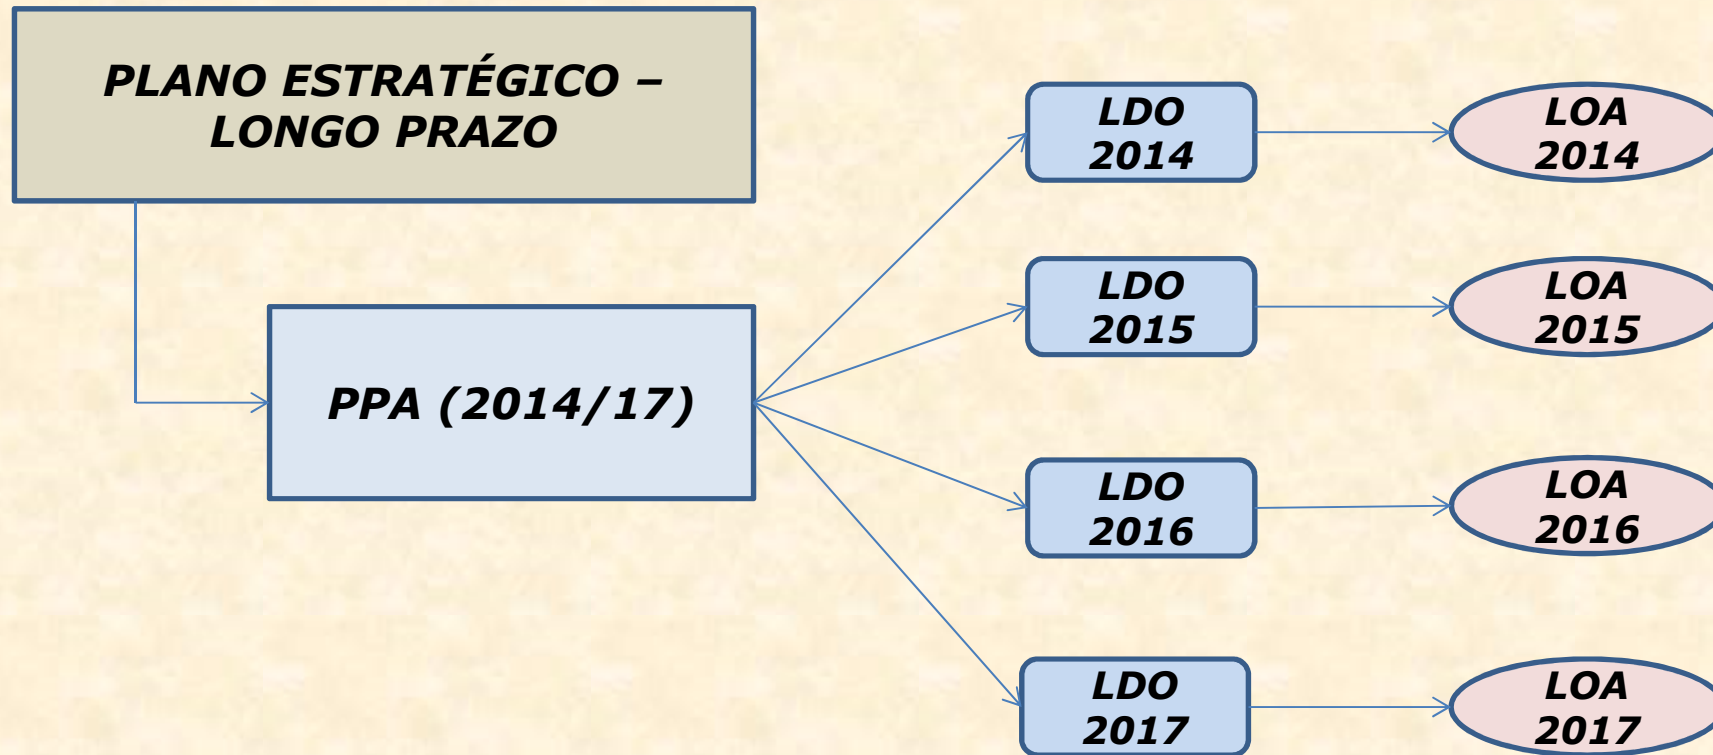 PLANO ESTRATÉGICO –
LONGO PRAZO
PPA (2014/17)
LDO
2014
LOA
2014
LDO
2015
LOA
2015
LDO
2016
LOA
2016
LDO
2017
LOA
2017